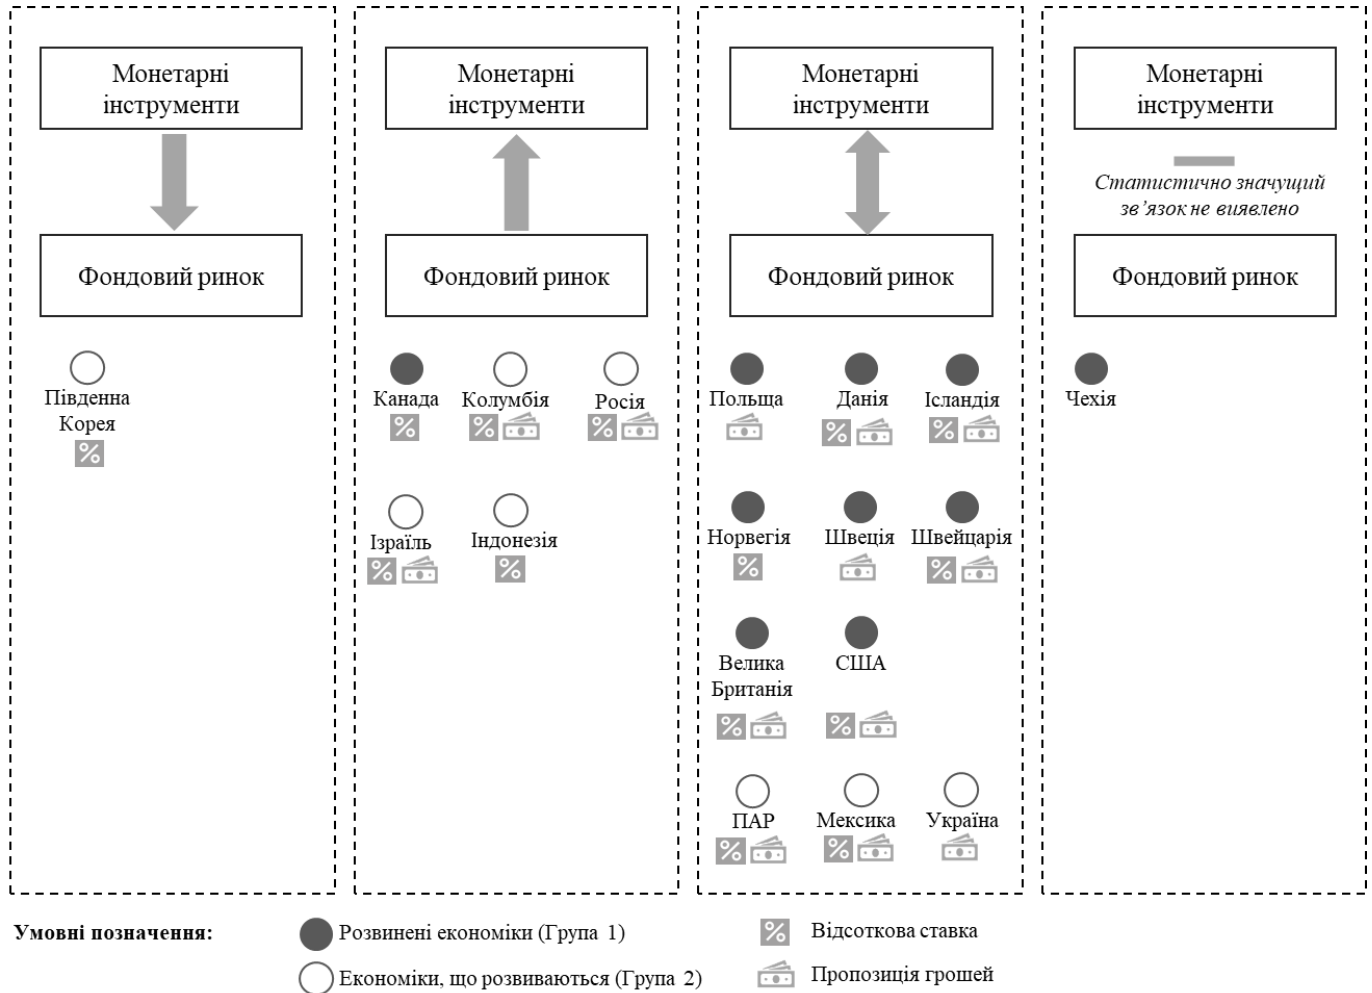 Монетарні
інструменти
Фондовий ринок
Південна
Корея
%
Монетарні
інструменти
Фондовий ринок
Канада
Колумбія
Росія
%
%
%
Ізраїль
Індонезія
%
%
Монетарні
інструменти
Фондовий ринок
Польща
Данія
Ісландія
%
%
Норвегія
Швеція
Швейцарія
%
%
Велика
Британія
США
%
%
ПАР
Мексика
Україна
%
%
Монетарні
інструменти
Статистично значущий
зв’язок не виявлено
Фондовий ринок
Чехія
Умовні позначення:
Розвинені економіки (Група 1)
% Відсоткова ставка
Економіки, що розвиваються (Група 2)
Пропозиція грошей